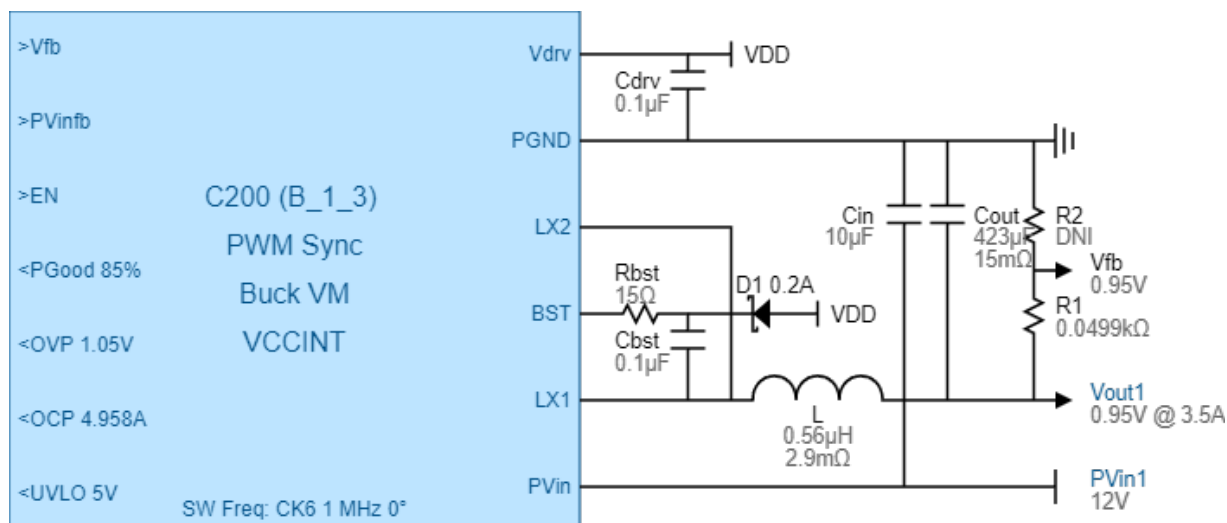 >Vfb
>PVinfb
>EN
<PGood 85%
<OVP 1.05V
<OCP 4.958A
<UVLO 5V
C200 (B_1_3)
PWM Sync
Buck VM
VCCINT
SW Freq: CK6 1 MHz 0°
Vdrv
PGND
LX2
BST
LX1
PVin
VDD
Cdrv
0.1µF
Rbst
15Ω
Cbst
0.1µF
D1 0.2A
VDD
L
0.56µH
2.9mΩ
Cin
10µF
Cout
423µF
15mΩ
R2
DNI
Vfb
0.95V
R1
0.0499kΩ
Vout1
0.95V @ 3.5A
PVin1
12V